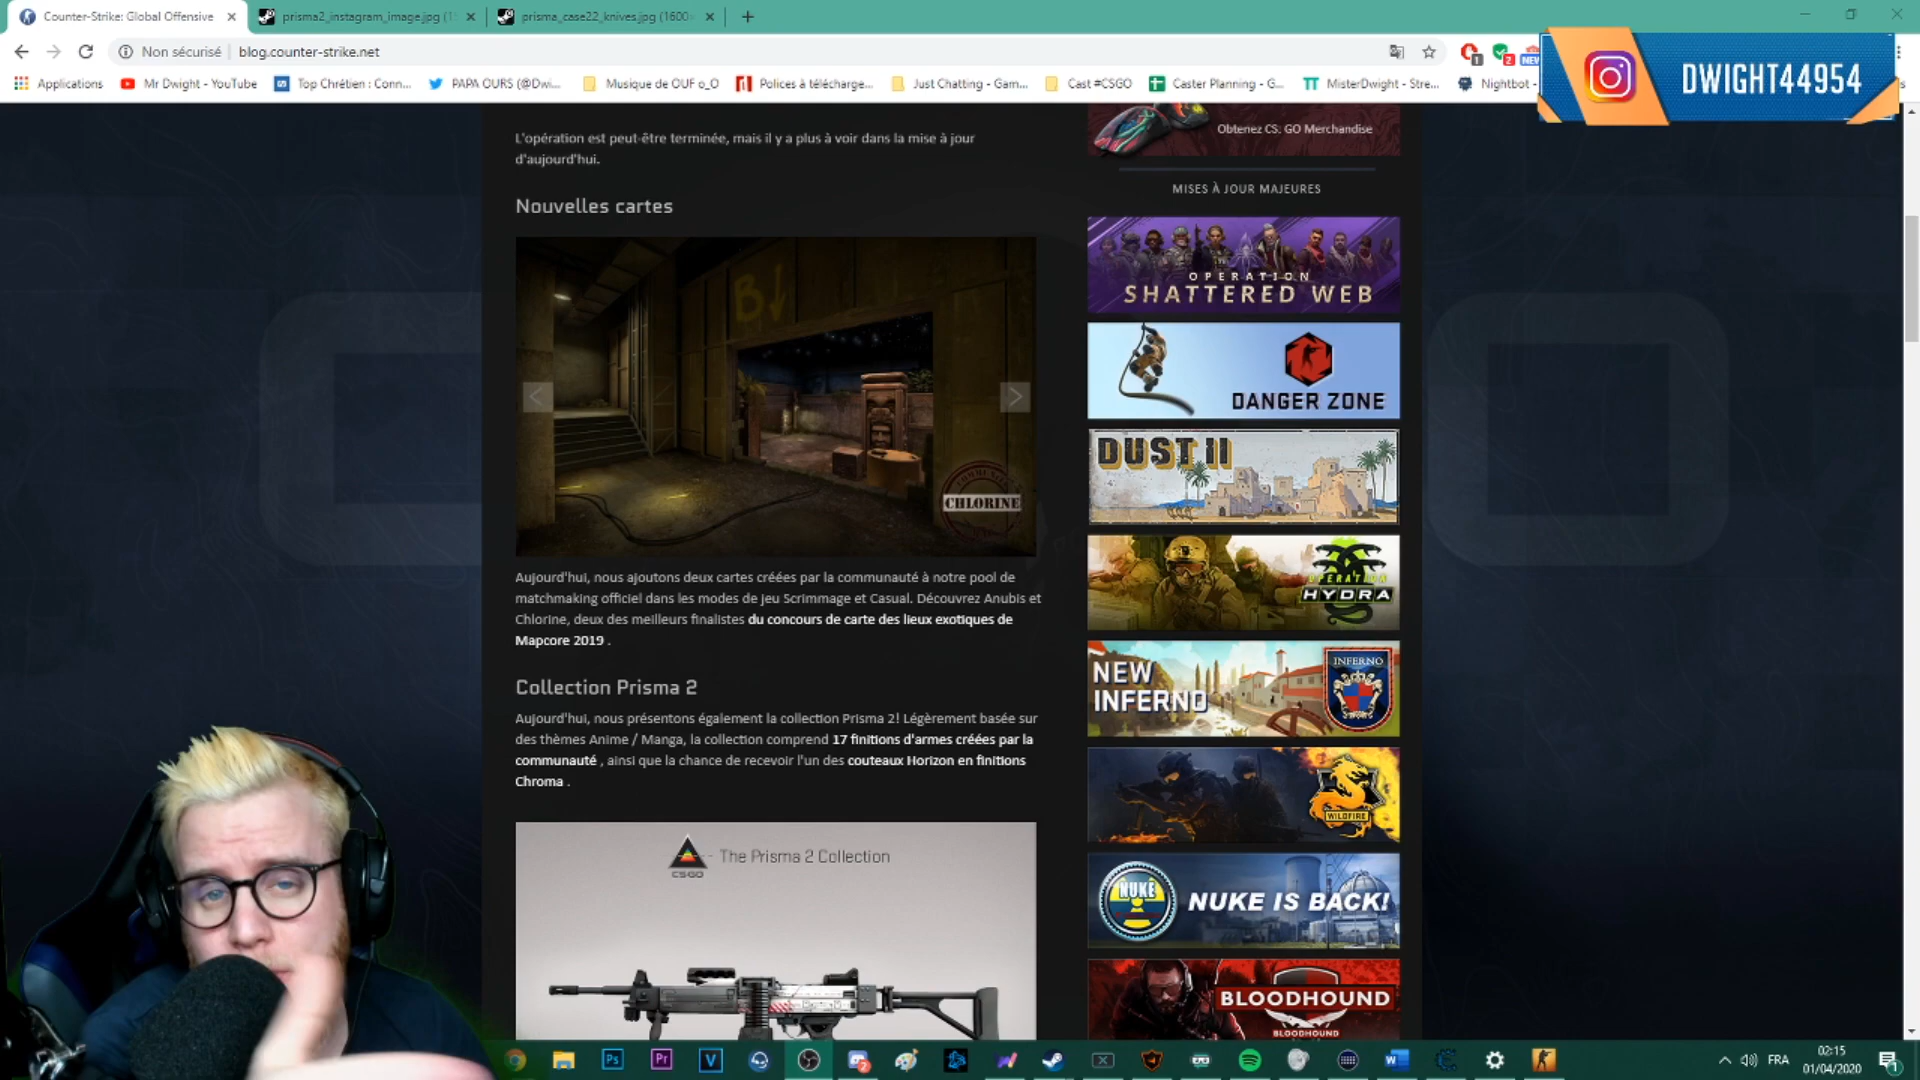 Counter-Strike: Global Offensive
prisma2_instagram_image.jpg (1
prisma_case22_knives.jpg (1600
Non sécurisé
blog.counter-strike.net
Applications
Mr Dwight - YouTube
Top Chrétien : Conn...
PAPA OURS (@Dwi...
Musique de OUF o_O
Polices à télécharge...
Just Chatting - Gam...
Cast #CSGO
Caster Planning - G...
MisterDwight - Stre...
Nightbot -
DWIGHT44954
L'opération est peut-être terminée, mais il y a plus à voir dans la mise à jour
d'aujourd'hui.
Nouvelles cartes
B
CHLORINE
Aujourd'hui, nous ajoutons deux cartes créées par la communauté à notre pool de
matchmaking officiel dans les modes de jeu Scrimmage et Casual. Découvrez Anubis et
Chlorine, deux des meilleurs finalistes du concours de carte des lieux exotiques de
Mapcore 2019 .
Collection Prisma 2
Aujourd'hui, nous présentons également la collection Prisma 2! Légèrement basée sur
des thèmes Anime / Manga, la collection comprend 17 finitions d'armes créées par la
communauté , ainsi que la chance de recevoir l'un des couteaux Horizon en finitions
Chroma .
CS:GO
The Prisma 2 Collection
Obtenez CS: GO Merchandise
MISES À JOUR MAJEURES
OPERATION
SHATTERED WEB
DANGER ZONE
DUST II
OPERATION
HYDRA
NEW
INFERNO
INFERNO
WILDFIRE
NUKE
NUKE IS BACK!
BLOODHOUND
BLOODHOUND
Ps
Pr
V
FRA
02:15
01/04/2020